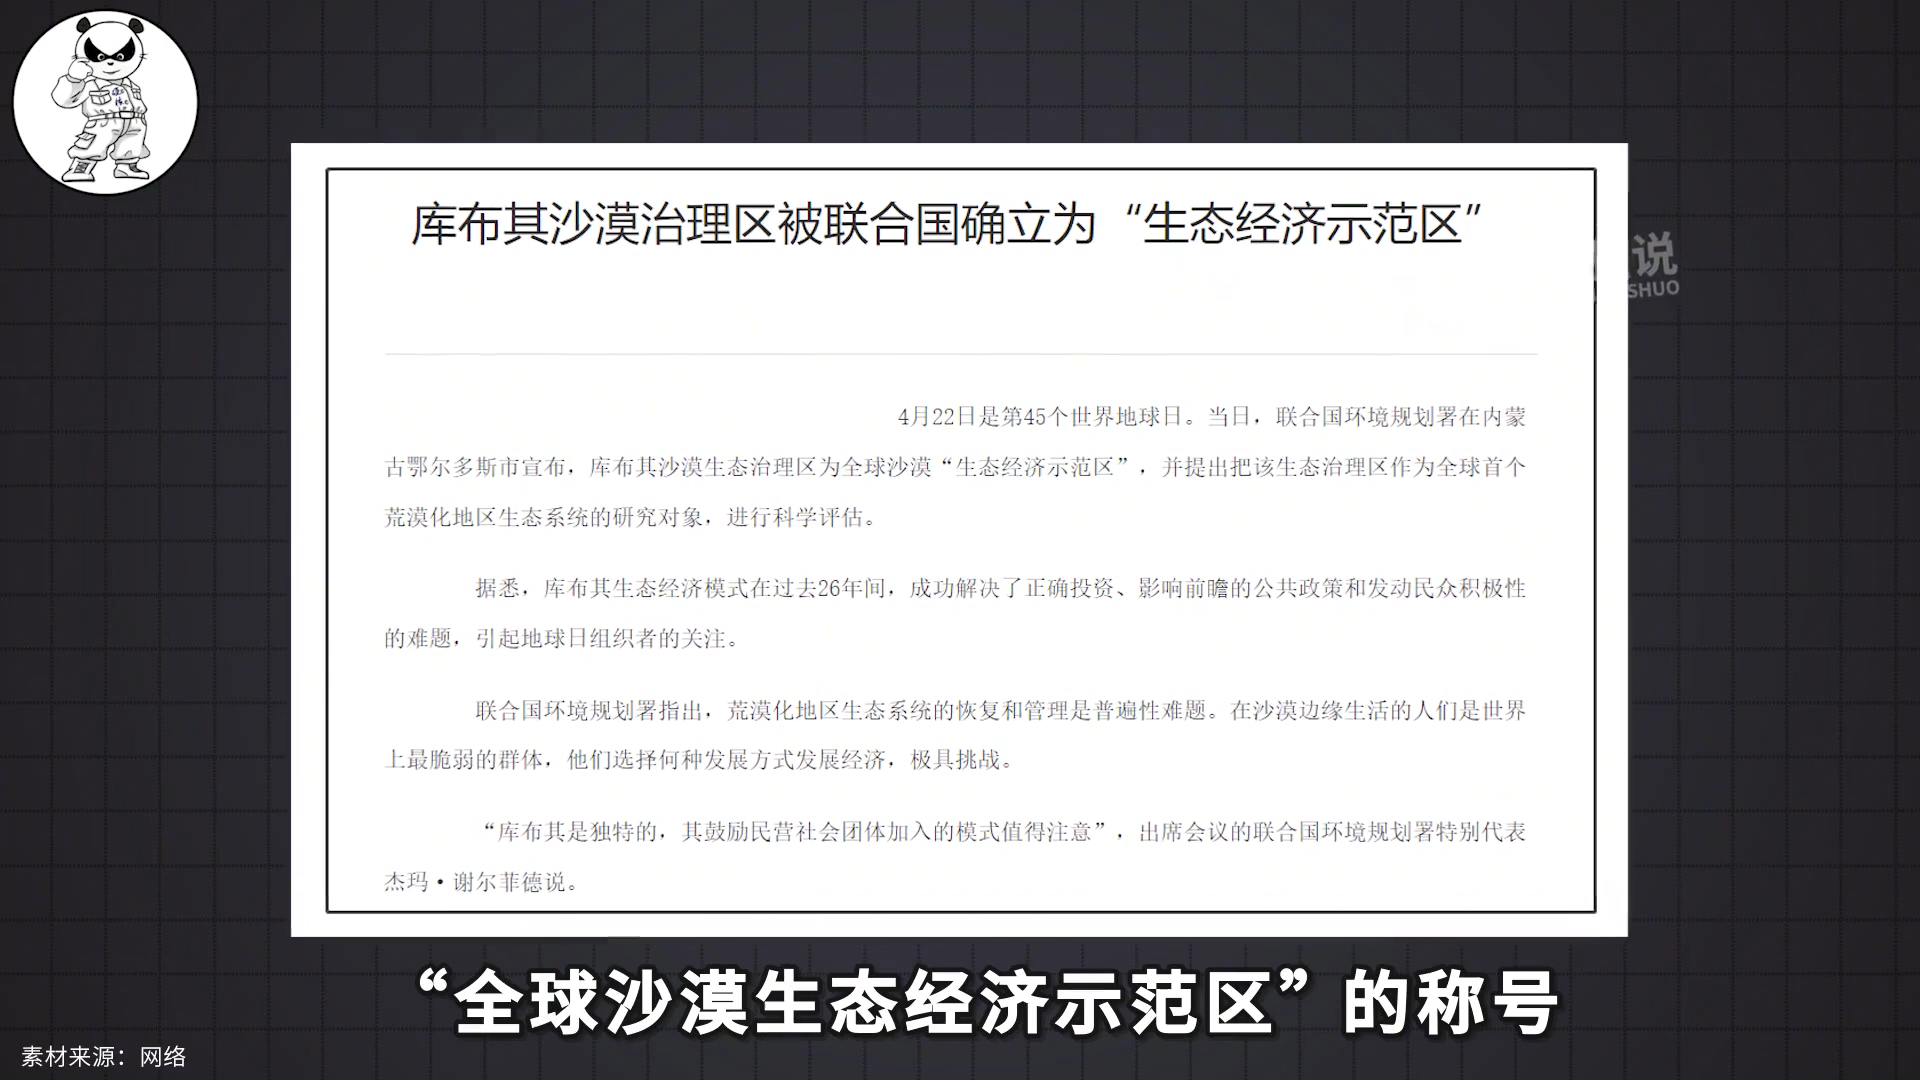 库布其沙漠治理区被联合国确立为“生态经济示范区”
说
SHUO
4月22日是第45个世界地球日。当日，联合国环境规划署在内蒙
古鄂尔多斯市宣布，库布其沙漠生态治理区为全球沙漠“生态经济示范区”，并提出把该生态治理区作为全球首个
荒漠化地区生态系统的研究对象，进行科学评估。
据悉，库布其生态经济模式在过去26年间，成功解决了正确投资、影响前瞻的公共政策和发动民众积极性
的难题，引起地球日组织者的关注。
联合国环境规划署指出，荒漠化地区生态系统的恢复和管理是普遍性难题。在沙漠边缘生活的人们是世界
上最脆弱的群体，他们选择何种发展方式发展经济，极具挑战。
“库布其是独特的，其鼓励民营社会团体加入的模式值得注意”，出席会议的联合国环境规划署特别代表
杰玛·谢尔菲德说。
“全球沙漠生态经济示范区”的称号
素材来源：网络